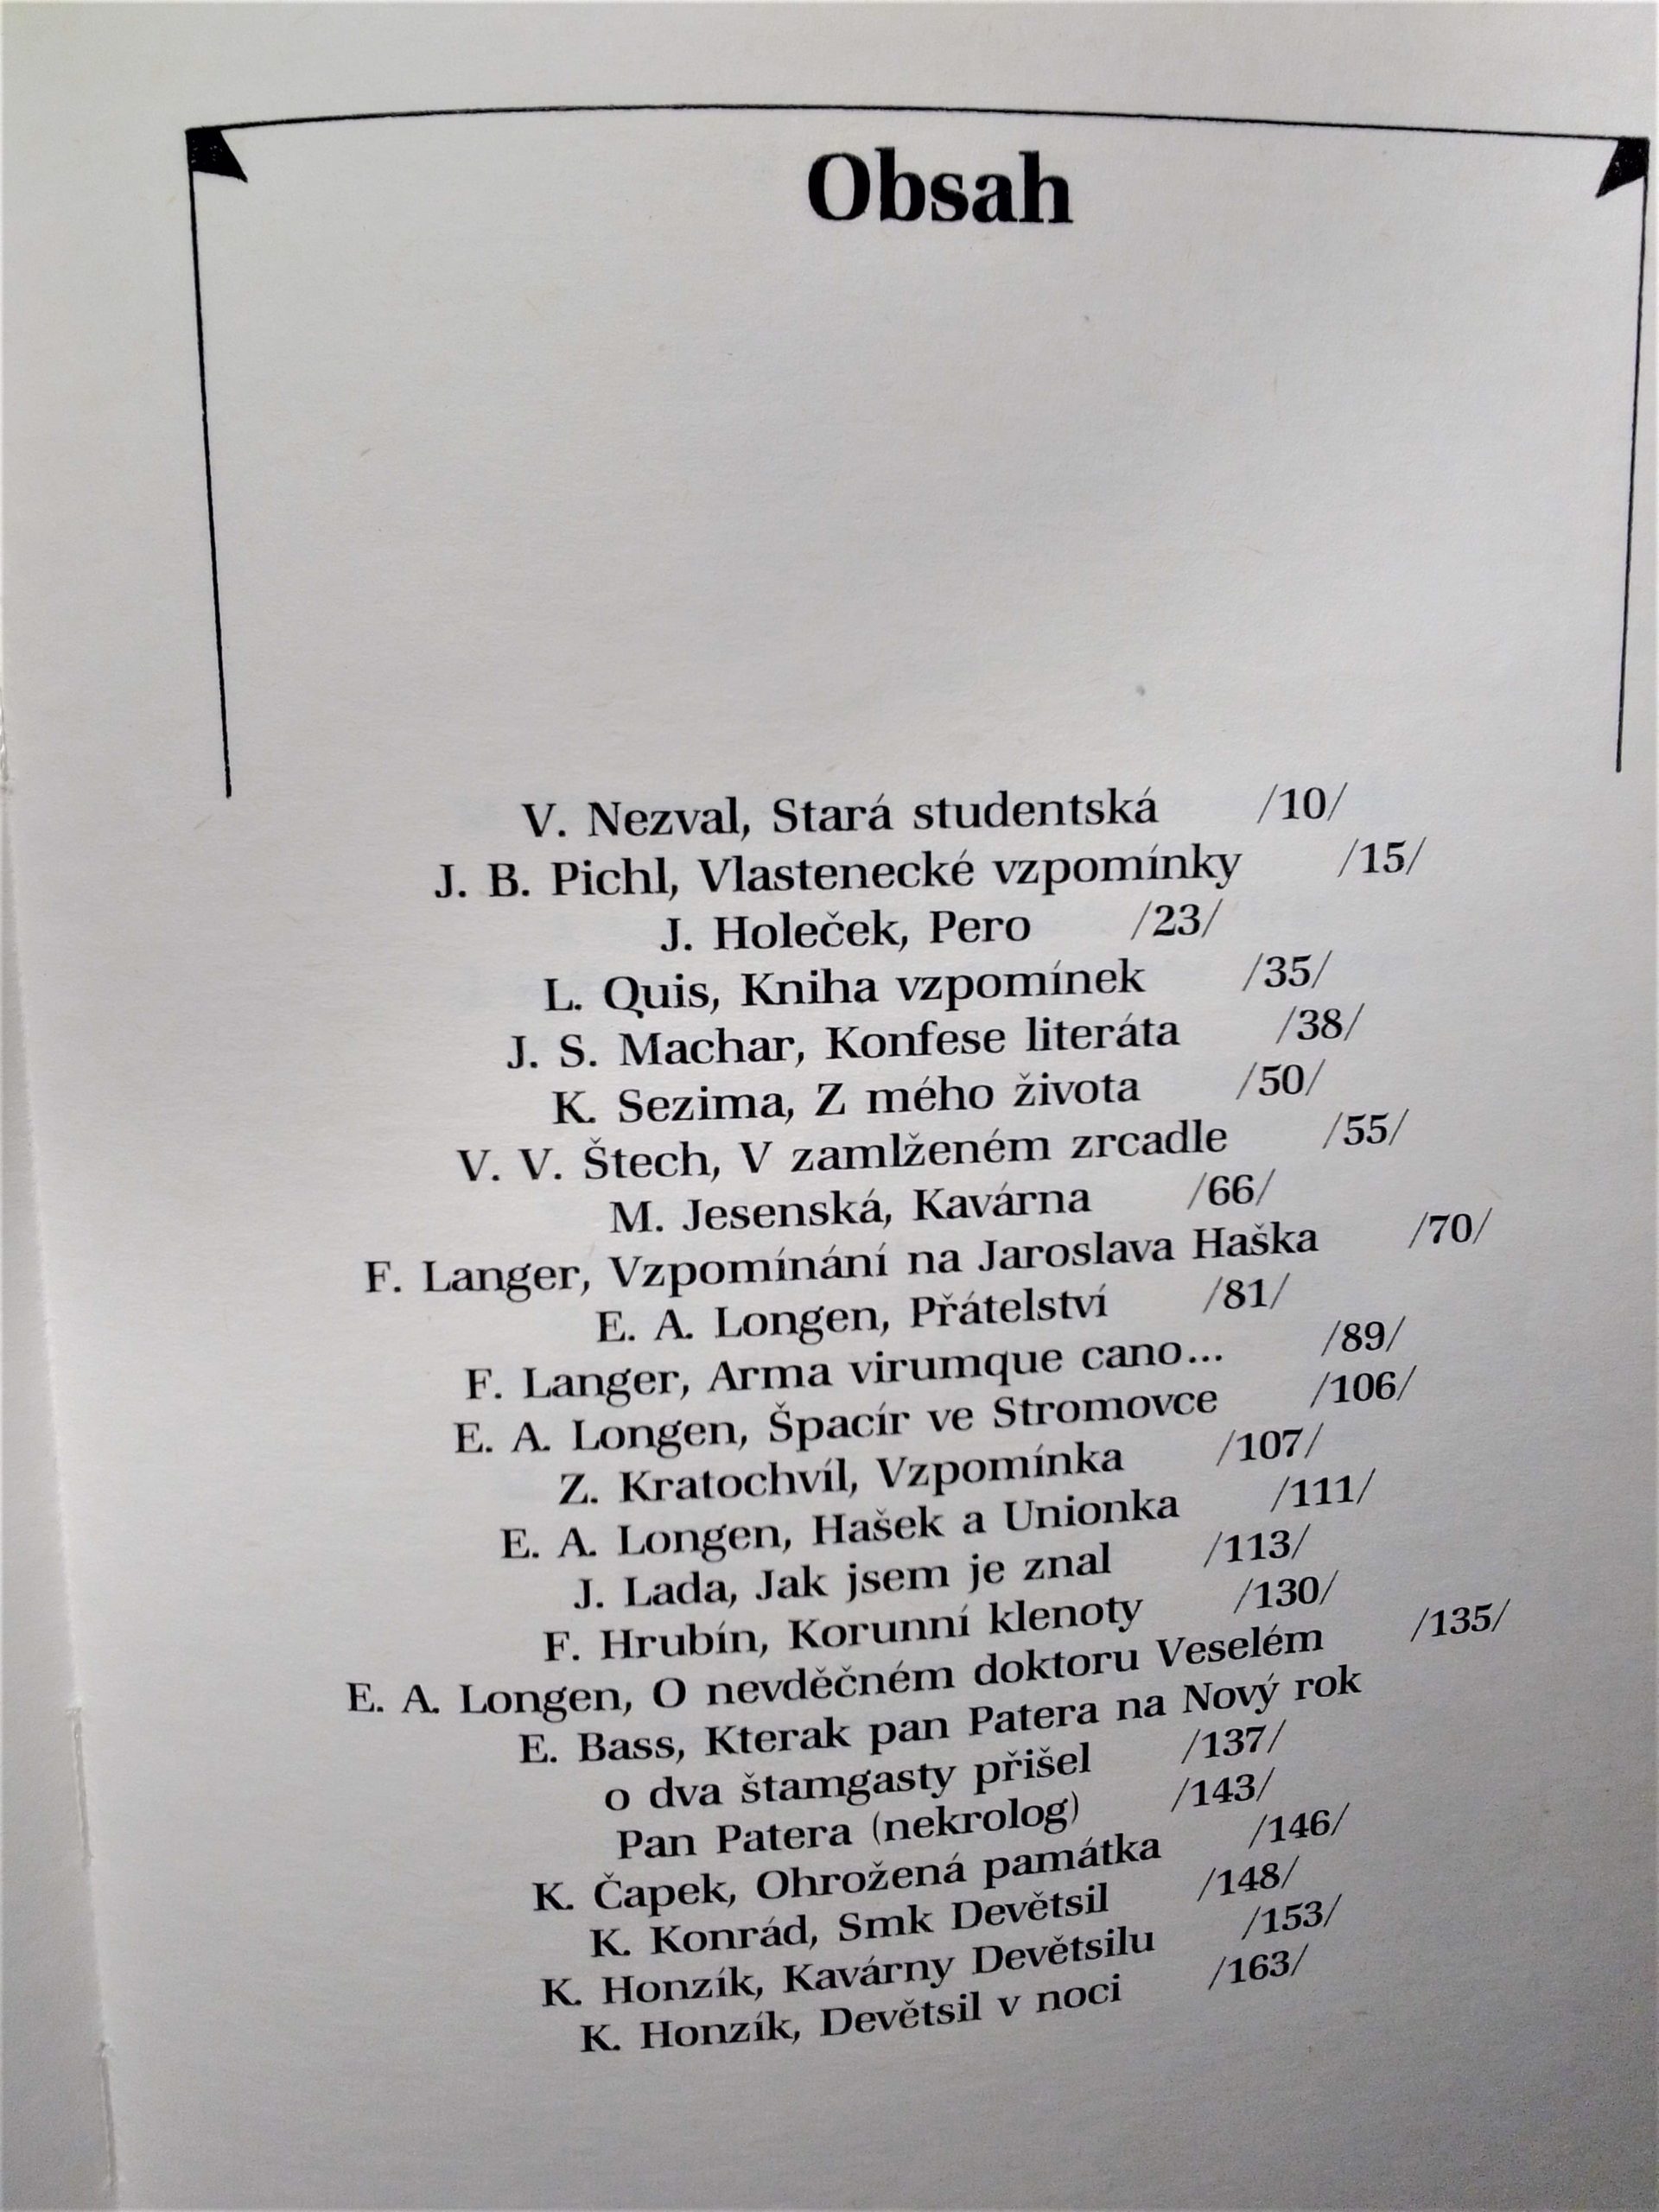 Obsah
V. Nezval, Stará studentská /10/
J. B. Pichl, Vlastenecké vzpomínky /15/
J. Holeček, Pero /23/
L. Quis, Kniha vzpomínek /35/
J. S. Machar, Konfese literáta /38/
K. Sezima, Z mého života /50/
V. V. Štech, V zamlženém zrcadle /55/
M. Jesenská, Kavárna /66/
F. Langer, Vzpomínání na Jaroslava Haška /70/
E. A. Longen, Přátelství /81/
F. Langer, Arma virumque cano... /89/
E. A. Longen, Špacír ve Stromovce /106/
Z. Kratochvíl, Vzpomínka /107/
E. A. Longen, Hašek a Unionka /111/
J. Lada, Jak jsem je znal /113/
F. Hrubín, Korunní klenoty /130/
E. A. Longen, O nevděčném doktoru Veselém /135/
E. Bass, Kterak pan Patera na Nový rok
o dva štamgasty přišel /137/
Pan Patera (nekrolog) /143/
K. Čapek, Ohrožená památka /146/
K. Konrád, Smk Devětsil /148/
K. Honzík, Kavárny Devětsilu /153/
K. Honzík, Devětsil v noci /163/